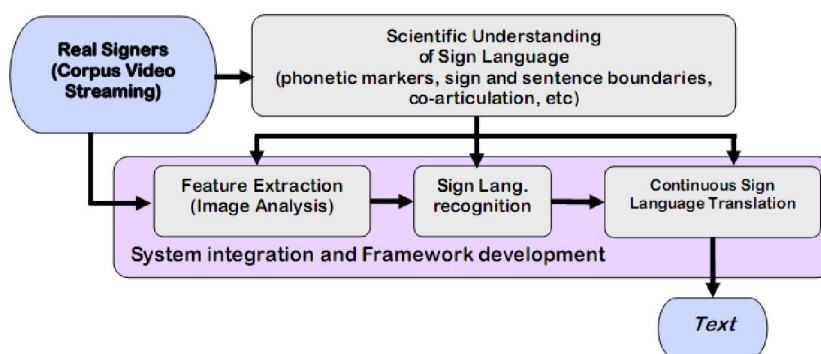 Real Signers
(Corpus Video
Streaming)
Scientific Understanding
of Sign Language
(phonetic markers, sign and sentence boundaries,
co-articulation, etc)
Feature Extraction
(Image Analysis)
Sign Lang.
recognition
Continuous Sign
Language Translation
System integration and Framework development
Text